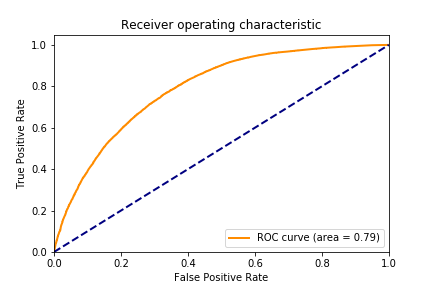 Receiver operating characteristic
True Positive Rate
1.0
0.8
0.6
0.4
0.2
0.0
ROC curve (area = 0.79)
0.0 0.2 0.4 0.6 0.8 1.0
False Positive Rate